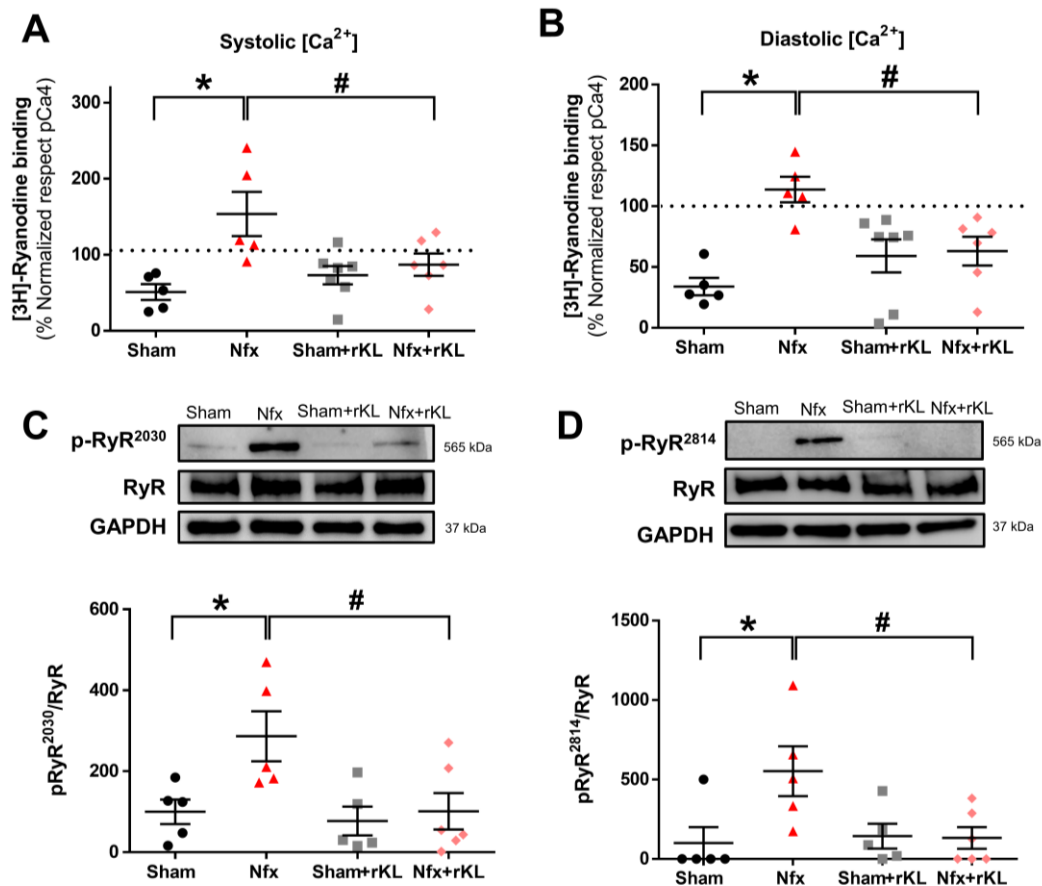 A
Systolic [Ca²⁺]
[3H]-Ryanodine binding
(% Normalized respect pCa4)
300
200
100
0
*
#
Sham Nfx Sham+rKL Nfx+rKL
B
Diastolic [Ca²⁺]
[3H]-Ryanodine binding
(% Normalized respect pCa4)
200
150
100
50
0
*
#
Sham Nfx Sham+rKL Nfx+rKL
C
Sham Nfx Sham+rKL Nfx+rKL
p-RyR²⁰³⁰ 565 kDa
RyR
GAPDH 37 kDa
pRyR²⁰³⁰/RyR
600
400
200
0
*
#
Sham Nfx Sham+rKL Nfx+rKL
D
Sham Nfx Sham+rKL Nfx+rKL
p-RyR²⁸¹⁴ 565 kDa
RyR
GAPDH 37 kDa
pRyR²⁸¹⁴/RyR
1500
1000
500
0
*
#
Sham Nfx Sham+rKL Nfx+rKL